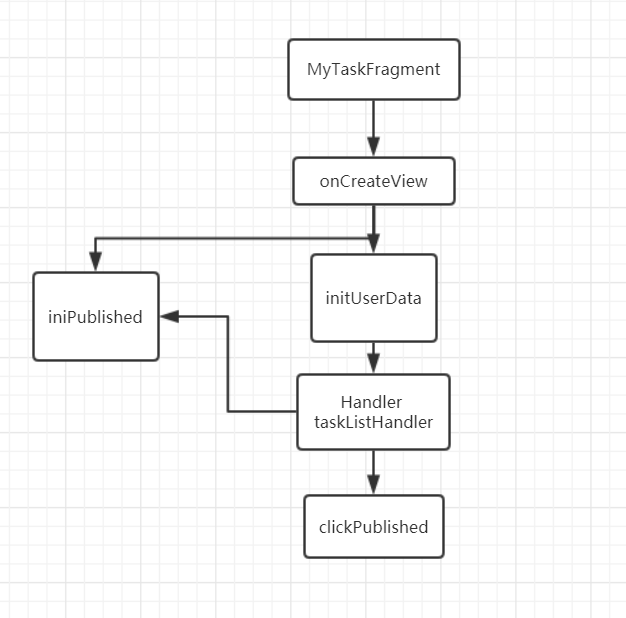 MyTaskFragment
onCreateView
initUserData
iniPublished
Handler
taskListHandler
clickPublished